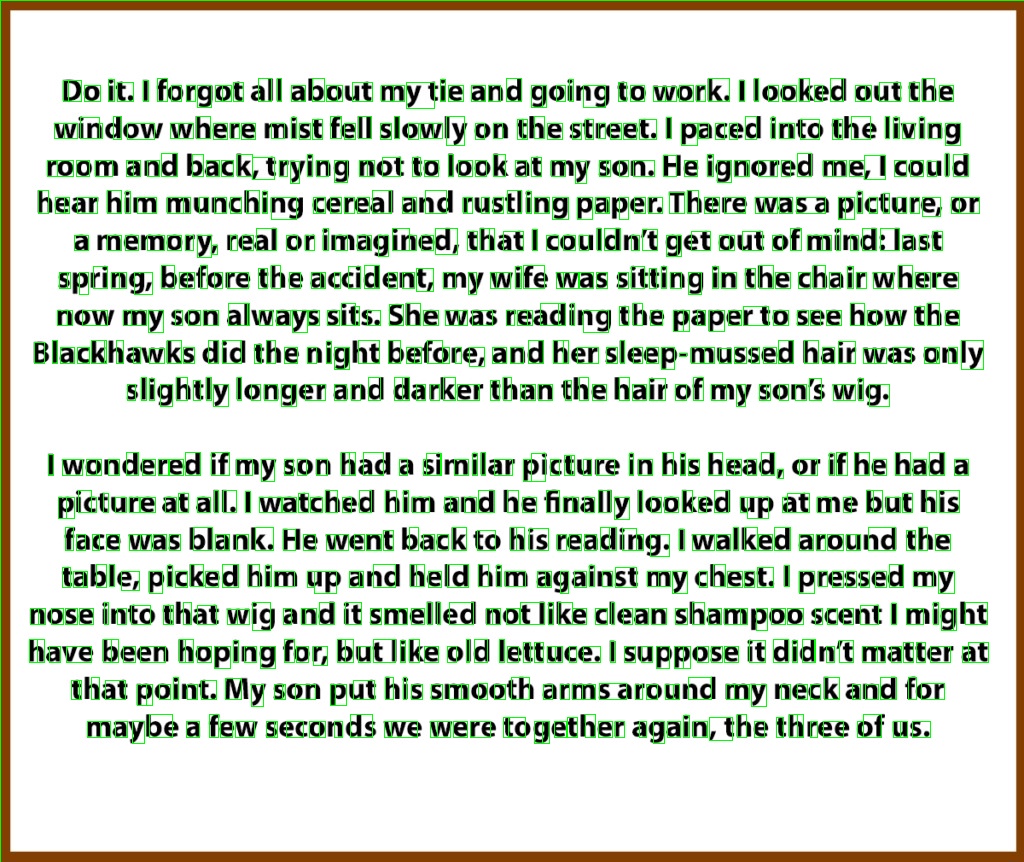 Do it. I forgot all about my tie and going to work. I looked out the
window where mist fell slowly on the street. I paced into the living
room and back, trying not to look at my son. He ignored me, I could
hear him munching cereal and rustling paper. There was a picture, or
a memory, real or imagined, that I couldn’t get out of mind: last
spring, before the accident, my wife was sitting in the chair where
now my son always sits. She was reading the paper to see how the
Blackhawks did the night before, and her sleep-mussed hair was only
slightly longer and darker than the hair of my son’s wig.
I wondered if my son had a similar picture in his head, or if he had a
picture at all. I watched him and he finally looked up at me but his
face was blank. He went back to his reading. I walked around the
table, picked him up and held him against my chest. I pressed my
nose into that wig and it smelled not like clean shampoo scent I might
have been hoping for, but like old lettuce. I suppose it didn’t matter at
that point. My son put his smooth arms around my neck and for
maybe a few seconds we were together again, the three of us.